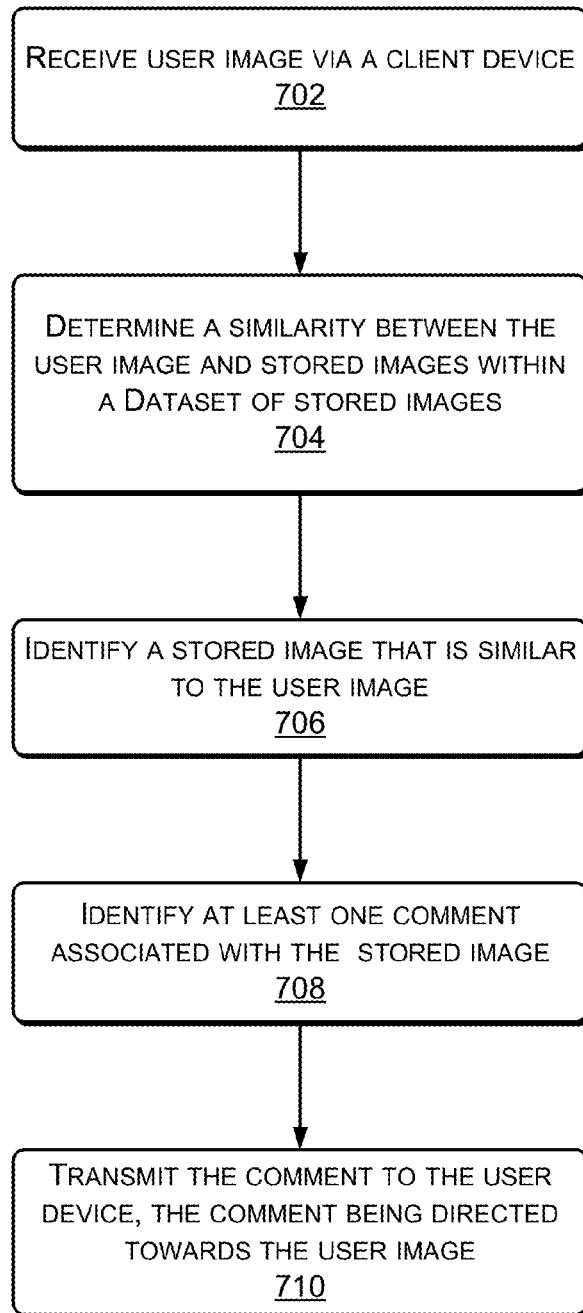 RECEIVE USER IMAGE VIA A CLIENT DEVICE
702
DETERMINE A SIMILARITY BETWEEN THE
USER IMAGE AND STORED IMAGES WITHIN
A DATASET OF STORED IMAGES
704
IDENTIFY A STORED IMAGE THAT IS SIMILAR
TO THE USER IMAGE
706
IDENTIFY AT LEAST ONE COMMENT
ASSOCIATED WITH THE STORED IMAGE
708
TRANSMIT THE COMMENT TO THE USER
DEVICE, THE COMMENT BEING DIRECTED
TOWARDS THE USER IMAGE
710